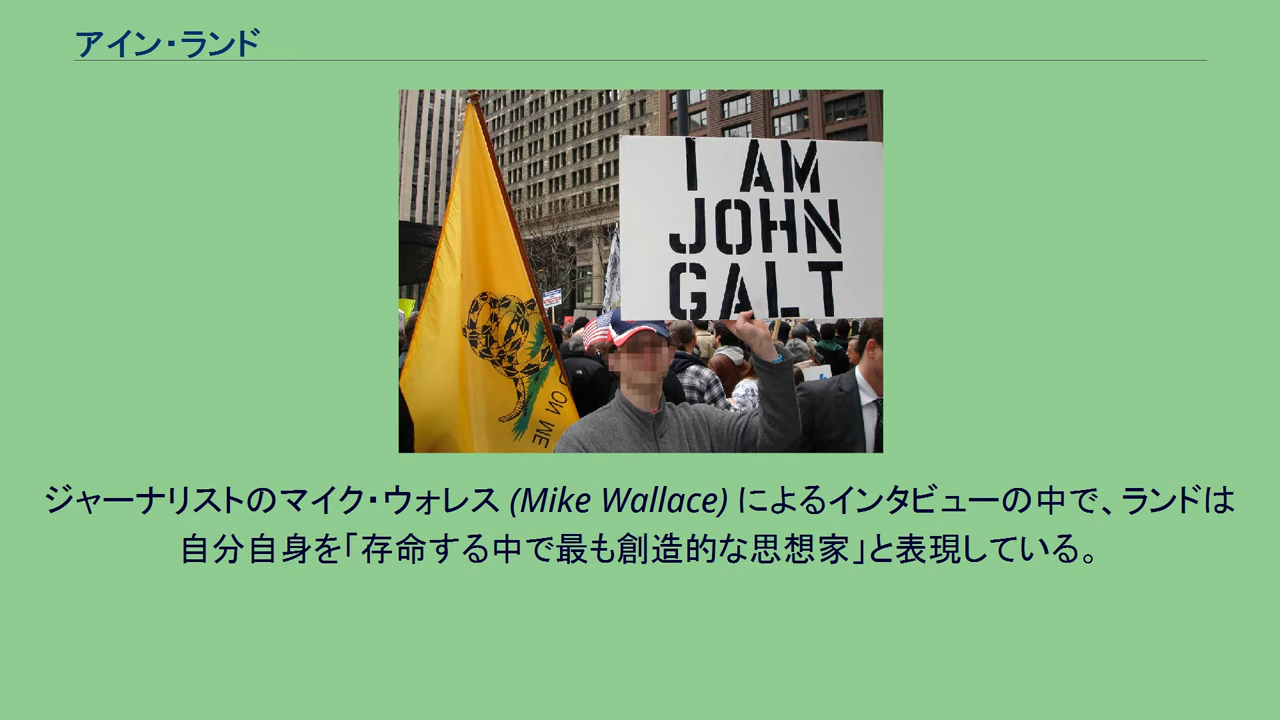 アイン・ランド
I AM
JOHN
GALT
ON ME
ジャーナリストのマイク・ウォレス (Mike Wallace) によるインタビューの中で、ランドは
自分自身を「存命する中で最も創造的な思想家」と表現している。